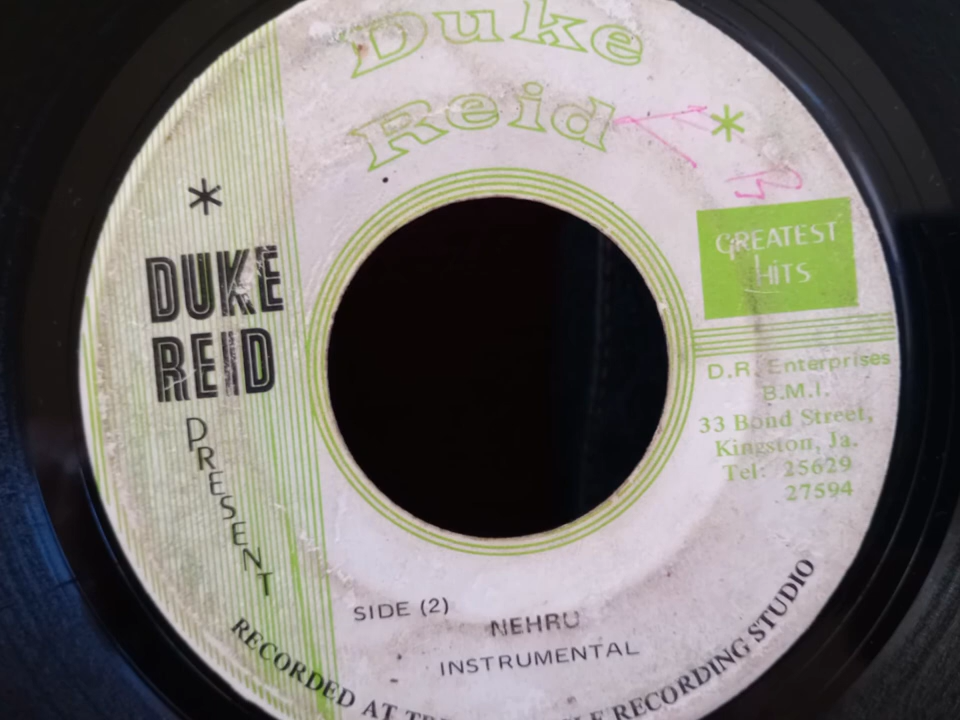 Duke
Reid
*
*
DUKE
REID
PRESENT
GREATEST
HITS
D.R. Enterprises
B.M.I.
33 Bond Street,
Kingston, Ja.
Tel: 25629
27594
SIDE (2)
NEHRU
INSTRUMENTAL
RECORDED AT RECORDING STUDIO